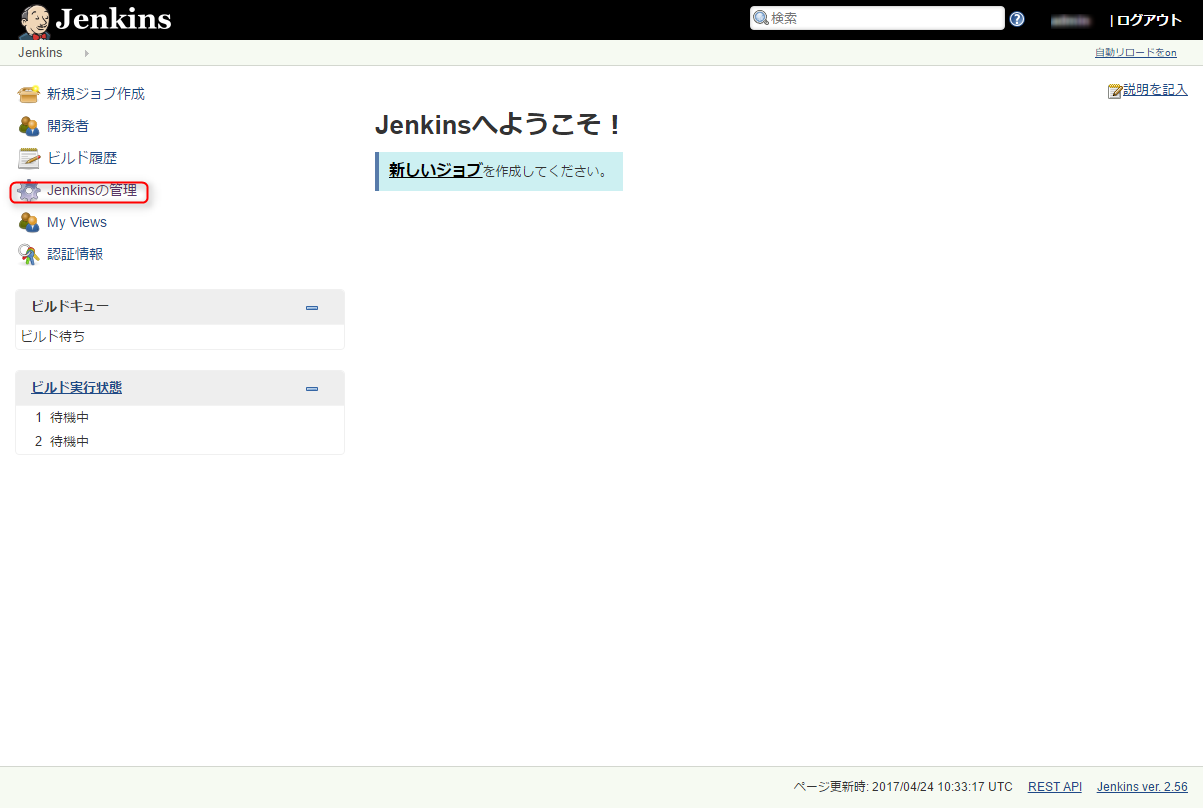 Jenkins
検索
| ログアウト
Jenkins
自動リロードをon
新規ジョブ作成
開発者
ビルド履歴
Jenkinsの管理
My Views
認証情報
ビルドキュー
ビルド待ち
ビルド実行状態
1 待機中
2 待機中
説明を記入
Jenkinsへようこそ！
新しいジョブを作成してください。
ページ更新時: 2017/04/24 10:33:17 UTC REST API Jenkins ver. 2.56